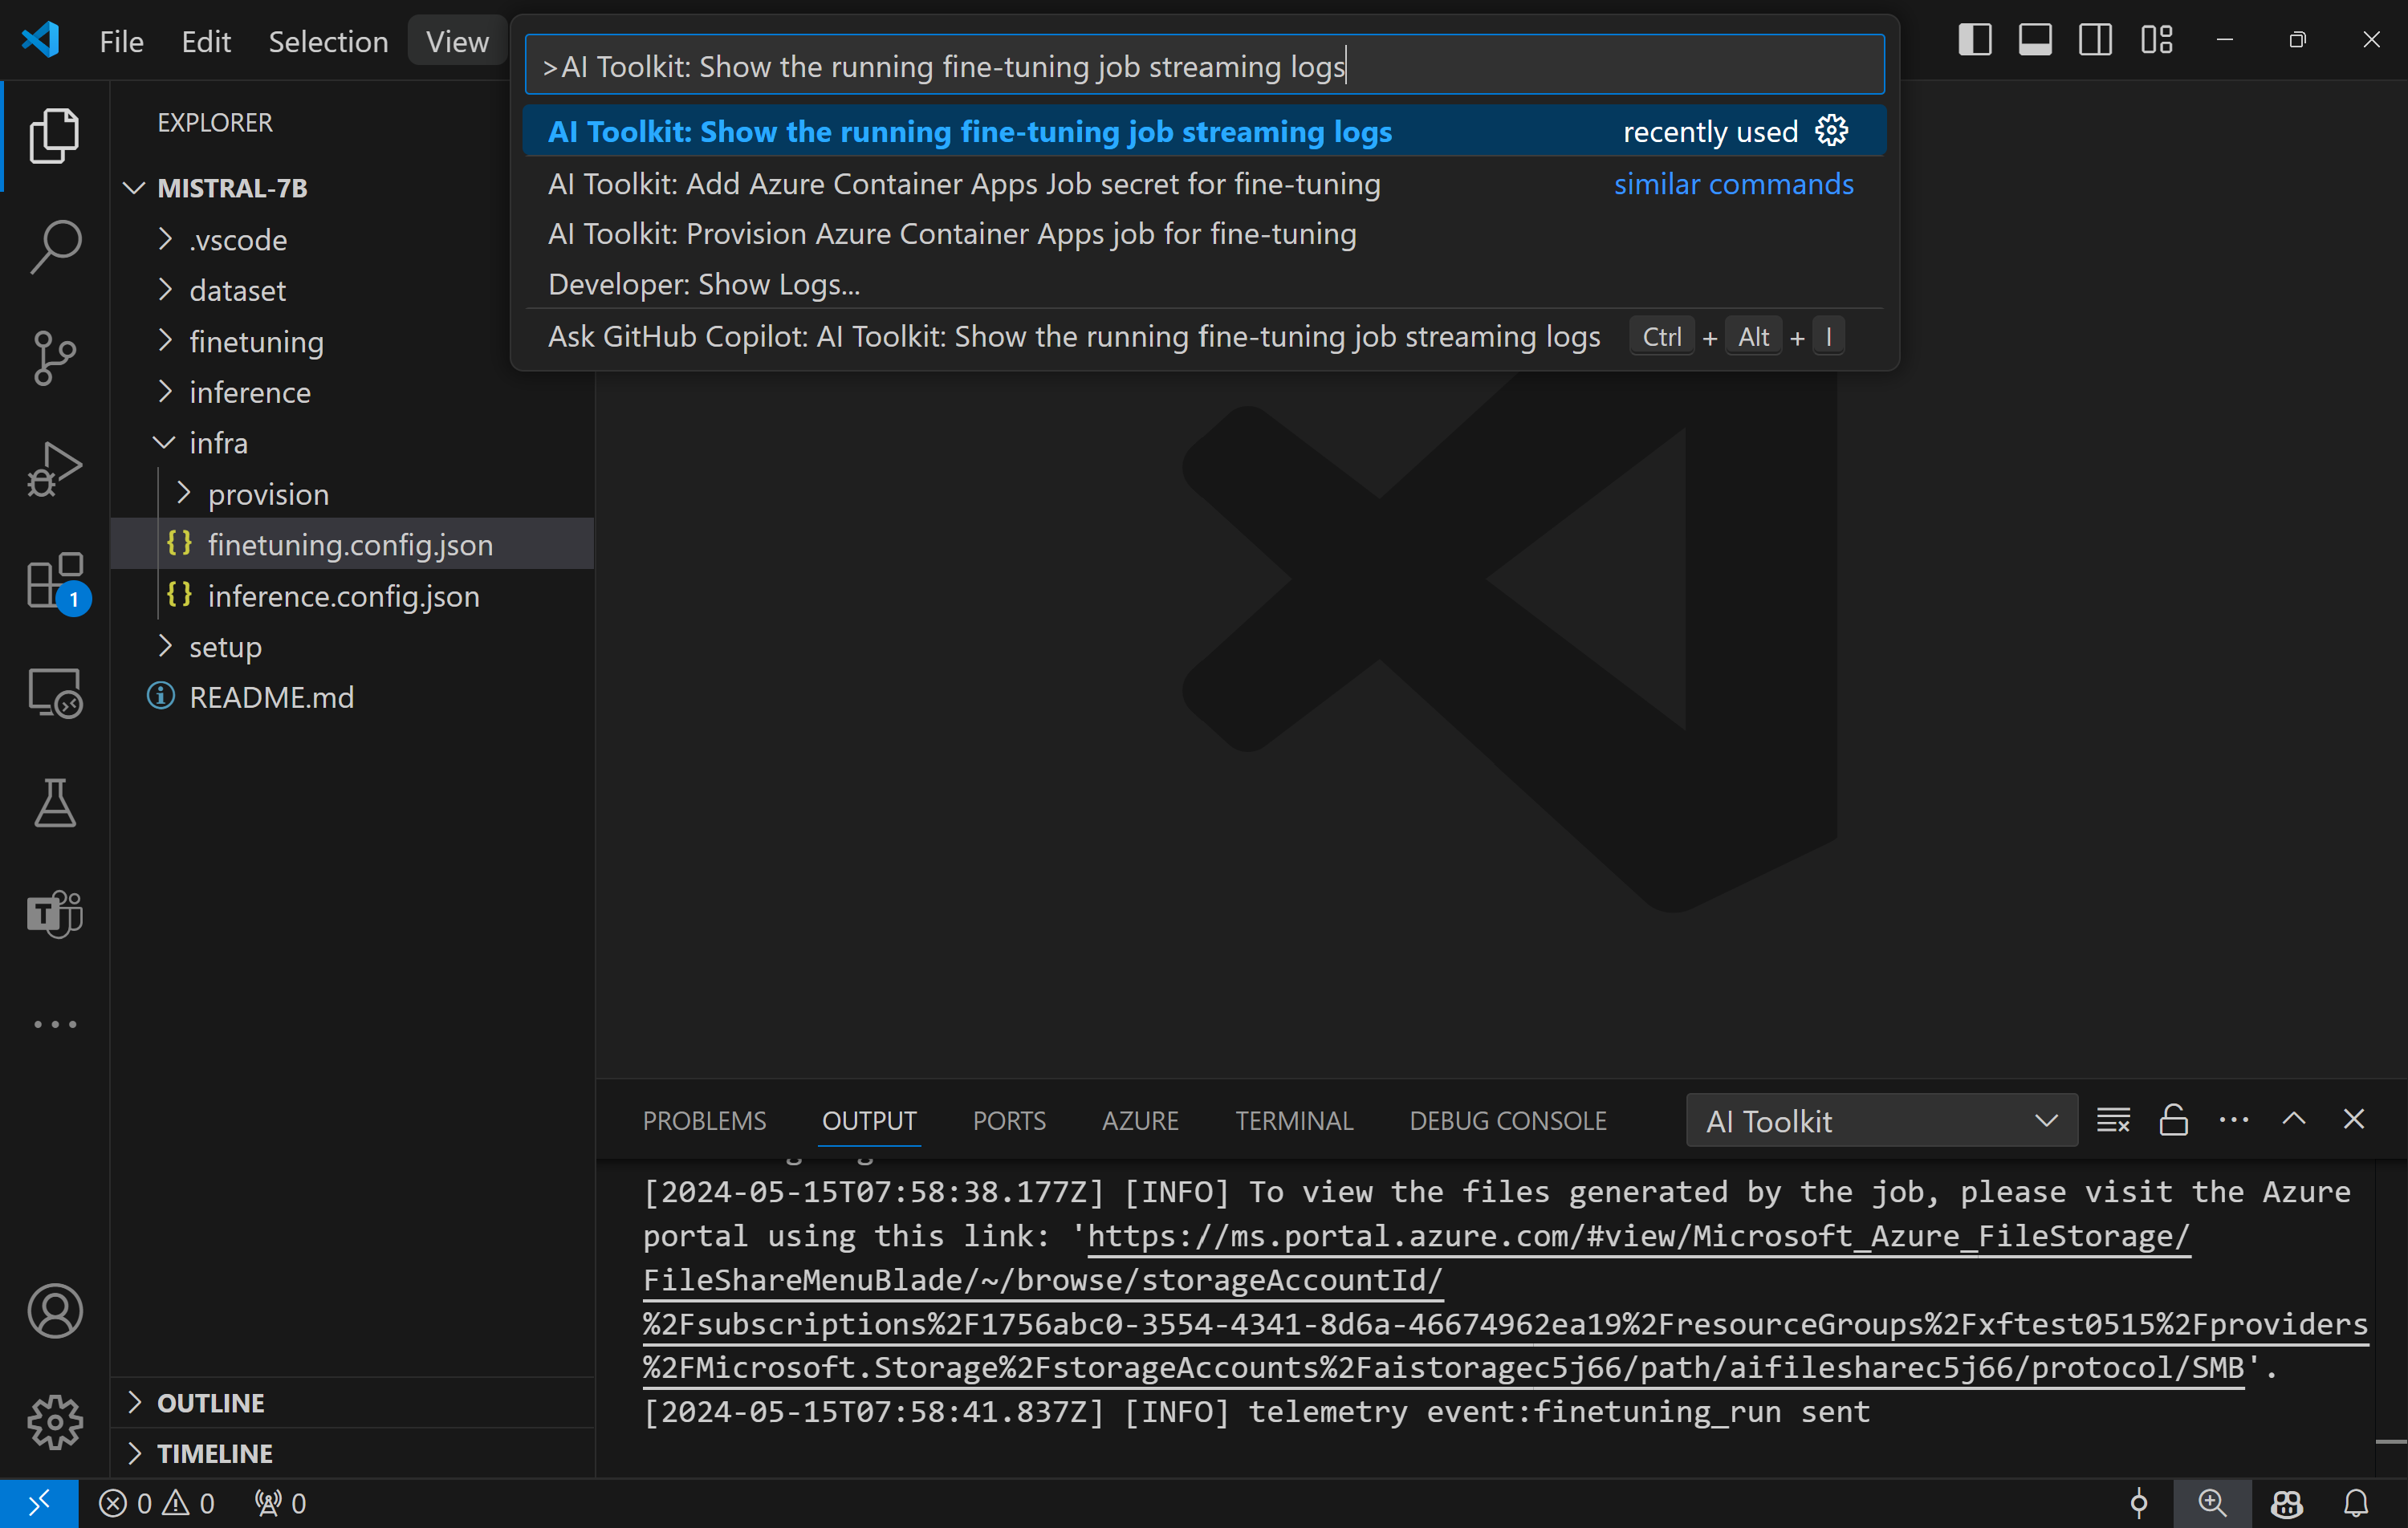 File Edit Selection View
>AI Toolkit: Show the running fine-tuning job streaming logs
AI Toolkit: Show the running fine-tuning job streaming logs recently used
AI Toolkit: Add Azure Container Apps Job secret for fine-tuning similar commands
AI Toolkit: Provision Azure Container Apps job for fine-tuning
Developer: Show Logs...
Ask GitHub Copilot: AI Toolkit: Show the running fine-tuning job streaming logs Ctrl + Alt + I
EXPLORER
MISTRAL-7B
.vscode
dataset
finetuning
inference
infra
provision
{} finetuning.config.json
{} inference.config.json
setup
README.md
1
T
OUTLINE
TIMELINE
PROBLEMS OUTPUT PORTS AZURE TERMINAL DEBUG CONSOLE AI Toolkit
[2024-05-15T07:58:38.177Z] [INFO] To view the files generated by the job, please visit the Azure
portal using this link: 'https://ms.portal.azure.com/#view/Microsoft_Azure_FileStorage/
FileShareMenuBlade/~/browse/storageAccountId/
%2Fsubscriptions%2F1756abc0-3554-4341-8d6a-46674962ea19%2FresourceGroups%2Fxftest0515%2Fproviders
%2FMicrosoft.Storage%2FstorageAccounts%2Faistoragec5j66/path/aifilesharec5j66/protocol/SMB'.
[2024-05-15T07:58:41.837Z] [INFO] telemetry event:finetuning_run sent
0 0 0